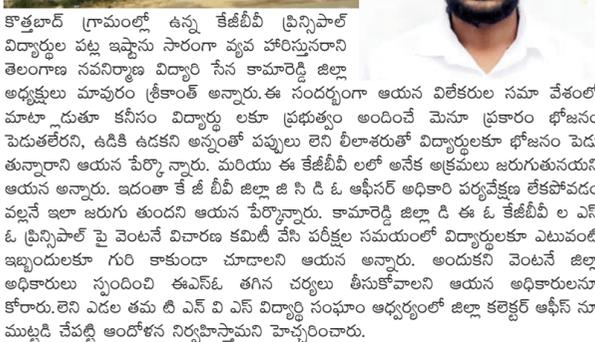 కొత్తబాద్ గ్రామంల్లో ఉన్న కేజీబీవీ ప్రిన్సిపాల్
విద్యార్థుల పట్ల ఇష్టాను సారంగా వ్యవ హారిస్తునరాని
తెలంగాణ నవనిర్మాణ విద్యారి సేన కామారెడ్డి జిల్లా
అధ్యక్షులు మావురం శ్రీకాంత్ అన్నారు.ఈ సందర్బంగా ఆయన విలేకరుల సమా వేశంలో
మాట్లాడుతూ కనీసం విద్యార్థు లకూ ప్రభుత్వం అందించే మెనూ ప్రకారం భోజనం
పెడుతలేరని, ఉడికి ఉడకని అన్నంతో పప్పులు లెని లీలాశరుతో విద్యార్థులకూ భోజనం పెడు
తున్నారాని ఆయన పేర్కొ న్నారు. మరియు ఈ కేజీబీవీ లలో అనేక అక్రమలు జరుగుతునయని
ఆయన అన్నారు. ఇదంతా కే జీ బీవీ జిల్లా జి సి డి ఓ ఆఫీసర్ అధికారి పర్యవేక్షణ లేకపోవడం
వల్లనే ఇలా జరుగు తుందని ఆయన పేర్కొన్నారు. కామారెడ్డి జిల్లా డి ఈ ఓ కేజీబీవీ ల ఎస్
ఓ ప్రిన్సిపాల్ పై వెంటనే విచారణ కమిటీ వేసి పరీక్షల సమయంలో విద్యార్థులకూ ఎటువంటి
ఇబ్బందులకూ గురి కాకుండా చూడాలని ఆయన అన్నారు. అందుకని వెంటనే జిల్లా
అధికారులు స్పందించి ఈఎస్ఓ తగిన చర్యలు తీసుకోవాలని ఆయన అధికారులనూ
కోరారు.లెని ఎడల తమ టి ఎన్ వి ఎస్ విద్యార్థి సంఘాం ఆధ్వర్యంలో జిల్లా కలెక్టర్ ఆఫీస్ నూ
ముట్టడి చేపట్టి ఆందోళన నిర్వహిస్తామని హెచ్చరించారు.